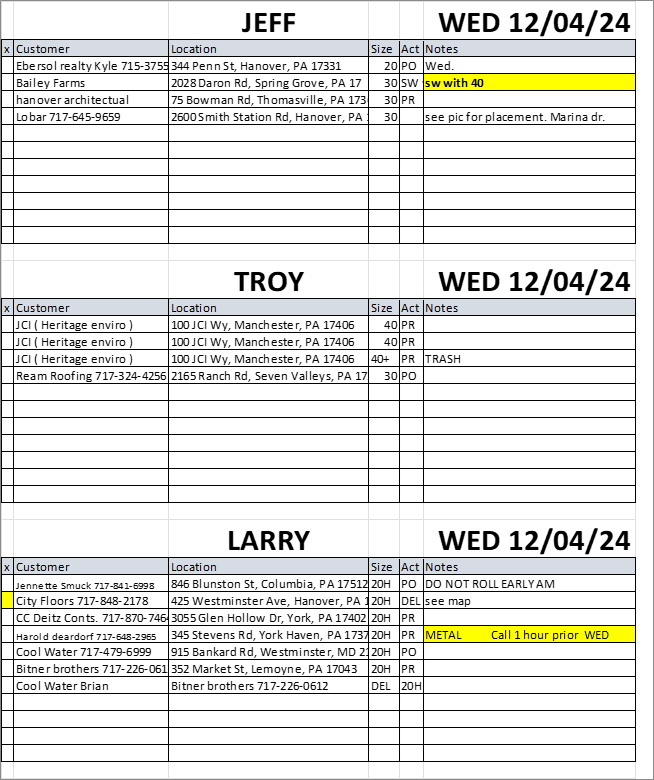 JEFF WED 12/04/24
x Customer Location Size Act Notes
Ebersol realty Kyle 715-3755 344 Penn St, Hanover, PA 17331 20 PO Wed.
Bailey Farms 2028 Daron Rd, Spring Grove, PA 17 30 SW sw with 40
hanover architectual 75 Bowman Rd, Thomasville, PA 173 30 PR
Lobar 717-645-9659 2600 Smith Station Rd, Hanover, PA 1 30 see pic for placement. Marina dr.
TROY WED 12/04/24
x Customer Location Size Act Notes
JCI ( Heritage enviro ) 100 JCI Wy, Manchester, PA 17406 40 PR
JCI ( Heritage enviro ) 100 JCI Wy, Manchester, PA 17406 40 PR
JCI ( Heritage enviro ) 100 JCI Wy, Manchester, PA 17406 40+ PR TRASH
Ream Roofing 717-324-4256 2165 Ranch Rd, Seven Valleys, PA 17 30 PO
LARRY WED 12/04/24
x Customer Location Size Act Notes
Jennette Smuck 717-841-6998 846 Blunston St, Columbia, PA 17512 20H PO DO NOT ROLL EARLY AM
City Floors 717-848-2178 425 Westminster Ave, Hanover, PA 1 20H DEL see map
CC Deitz Conts. 717-870-746 3055 Glen Hollow Dr, York, PA 17402 20H PR
Harold deardorf 717-648-2965 345 Stevens Rd, York Haven, PA 1737 20H PR METAL Call 1 hour prior WED
Cool Water 717-479-6999 915 Bankard Rd, Westminster, MD 21 20H PO
Bitner brothers 717-226-061 352 Market St, Lemoyne, PA 17043 20H PR
Cool Water Brian Bitner brothers 717-226-0612 DEL 20H